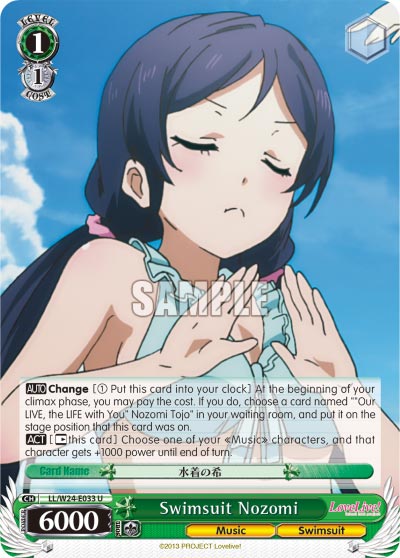 LEVEL
1
1
COST
SAMPLE
AUTO Change [① Put this card into your clock] At the beginning of your
climax phase, you may pay the cost. If you do, choose a card named ""Our
LIVE, the LIFE with You" Nozomi Tojo" in your waiting room, and put it on the
stage position that this card was on.
ACT [this card] Choose one of your «Music» characters, and that
character gets +1000 power until end of turn.
Card Name
水着の希
CH
LL/W24-E033 U
POWER
6000
SOUL
Swimsuit Nozomi
LoveLive!
Music
Swimsuit
©2013 PROJECT Lovelive!